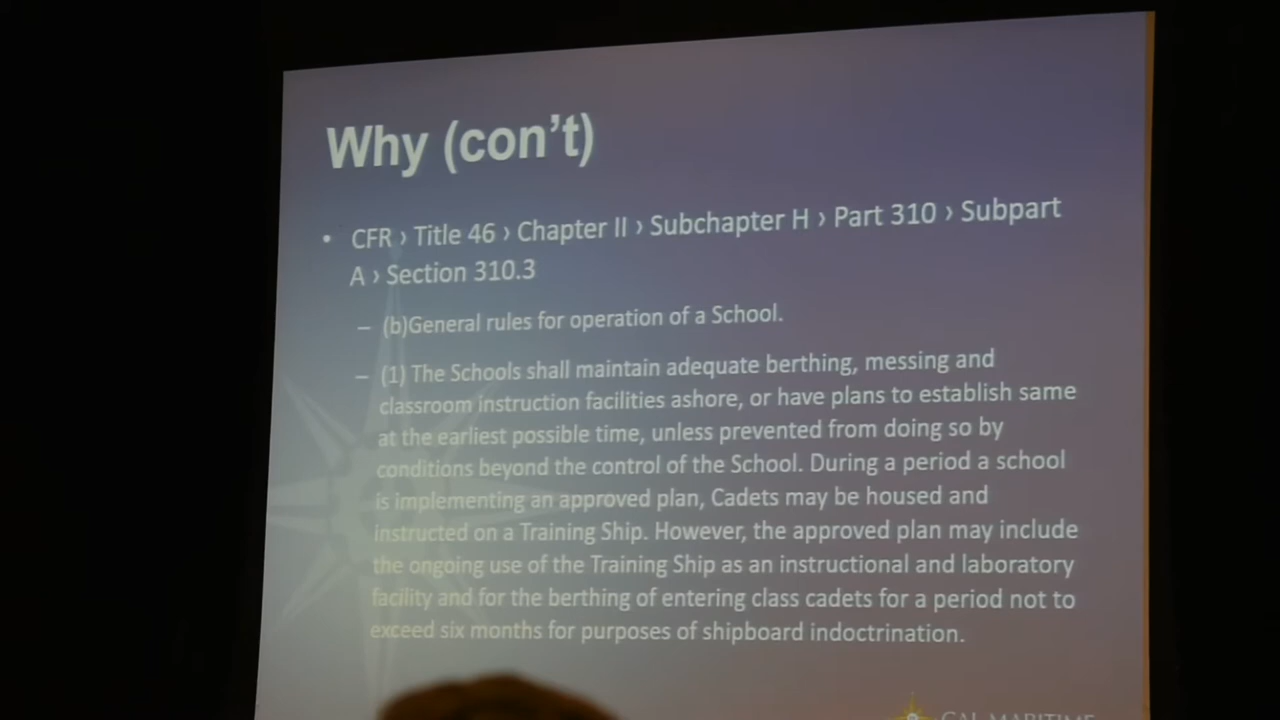 Why (con't)
• CFR › Title 46 › Chapter II › Subchapter H › Part 310 › Subpart
A › Section 310.3
– (b)General rules for operation of a School.
– (1) The Schools shall maintain adequate berthing, messing and
classroom instruction facilities ashore, or have plans to establish same
at the earliest possible time, unless prevented from doing so by
conditions beyond the control of the School. During a period a school
is implementing an approved plan, Cadets may be housed and
instructed on a Training Ship. However, the approved plan may include
the ongoing use of the Training Ship as an instructional and laboratory
facility and for the berthing of entering class cadets for a period not to
exceed six months for purposes of shipboard indoctrination.
CAL MARITIME